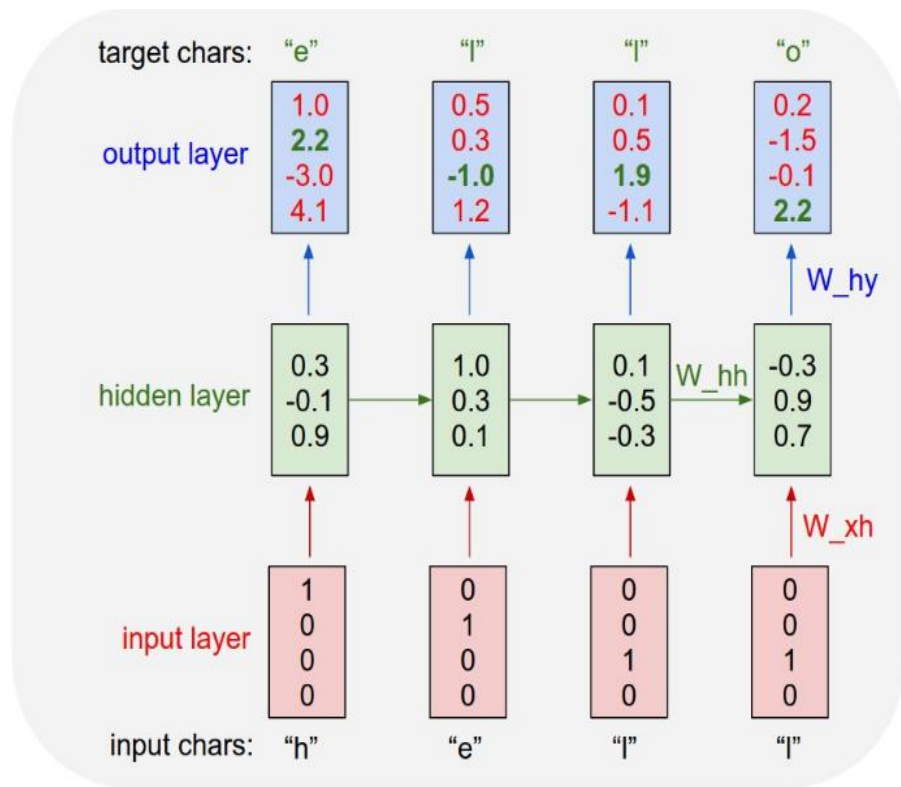 target chars: “e” “l” “l” “o”
1.0 0.5 0.1 0.2
2.2 0.3 0.5 -1.5
output layer
-3.0 -1.0 1.9 -0.1
4.1 1.2 -1.1 2.2
W_hy
0.3 1.0 0.1 -0.3
W_hh
hidden layer -0.1 0.3 -0.5 0.9
0.9 0.1 -0.3 0.7
W_xh
1 0 0 0
0 1 0 0
input layer
0 0 1 1
0 0 0 0
input chars: “h” “e” “l” “l”